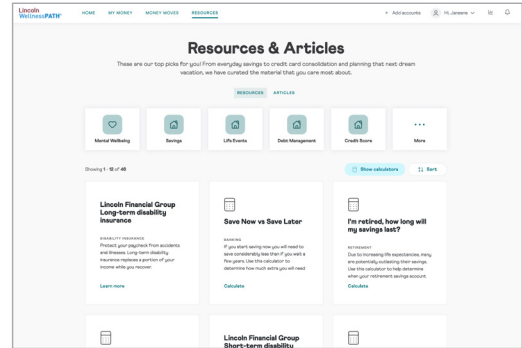 Lincoln
WellnessPATH®
HOME
MY MONEY
MONEY MOVES
RESOURCES
+ Add accounts
Hi, Janeane
Resources & Articles
These are our top picks for you! From everyday savings to credit card consolidation and planning that next dream
vacation, we have curated the material that you care most about.
RESOURCES
ARTICLES
Mental Wellbeing
Savings
Life Events
Debt Management
Credit Score
More
Showing 1 - 12 of 48
Show calculators
Sort
Lincoln Financial Group
Long-term disability
insurance
DISABILITY INSURANCE
Protect your paycheck from accidents
and illnesses. Long-term disability
insurance replaces a portion of your
income while you recover.
Learn more
Save Now vs Save Later
BANKING
If you start saving now you will need to
save considerably less than if you wait a
few years. Use this calculator to
determine how much extra you will need
Calculate
I'm retired, how long will
my savings last?
RETIREMENT
Due to increasing life expectancies, many
are potentially outlasting their savings.
Use this calculator to help determine
when your retirement savings account
Calculate
Lincoln Financial Group
Short-term disability